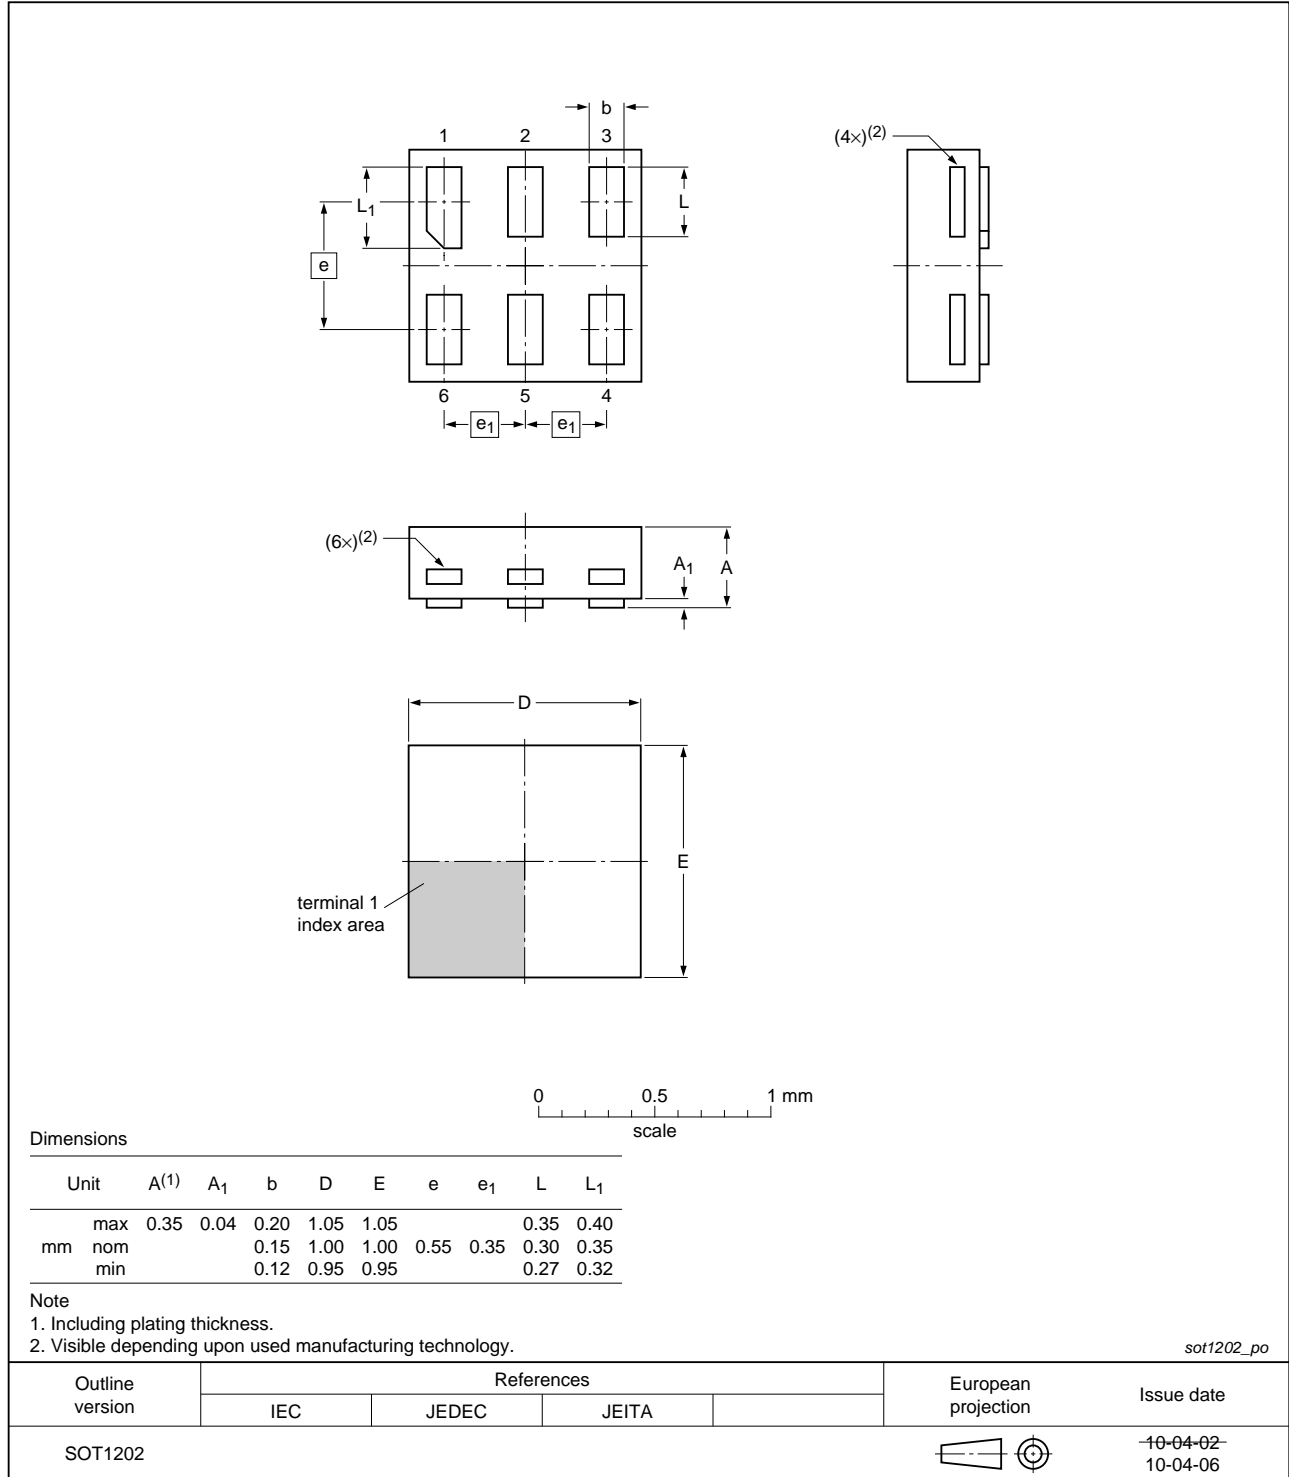 b
1 2 3
(4×)(2)
L1
L
e
6 5 4
e1 e1
(6×)(2)
A1 A
D
E
terminal 1
index area
0 0.5 1 mm
scale
Dimensions
Unit A(1) A1 b D E e e1 L L1
max 0.35 0.04 0.20 1.05 1.05 0.35 0.40
mm nom 0.15 1.00 1.00 0.55 0.35 0.30 0.35
min 0.12 0.95 0.95 0.27 0.32
Note
1. Including plating thickness.
2. Visible depending upon used manufacturing technology.
sot1202_po
Outline
version
References
IEC JEDEC JEITA
European
projection
Issue date
SOT1202
10-04-02
10-04-06